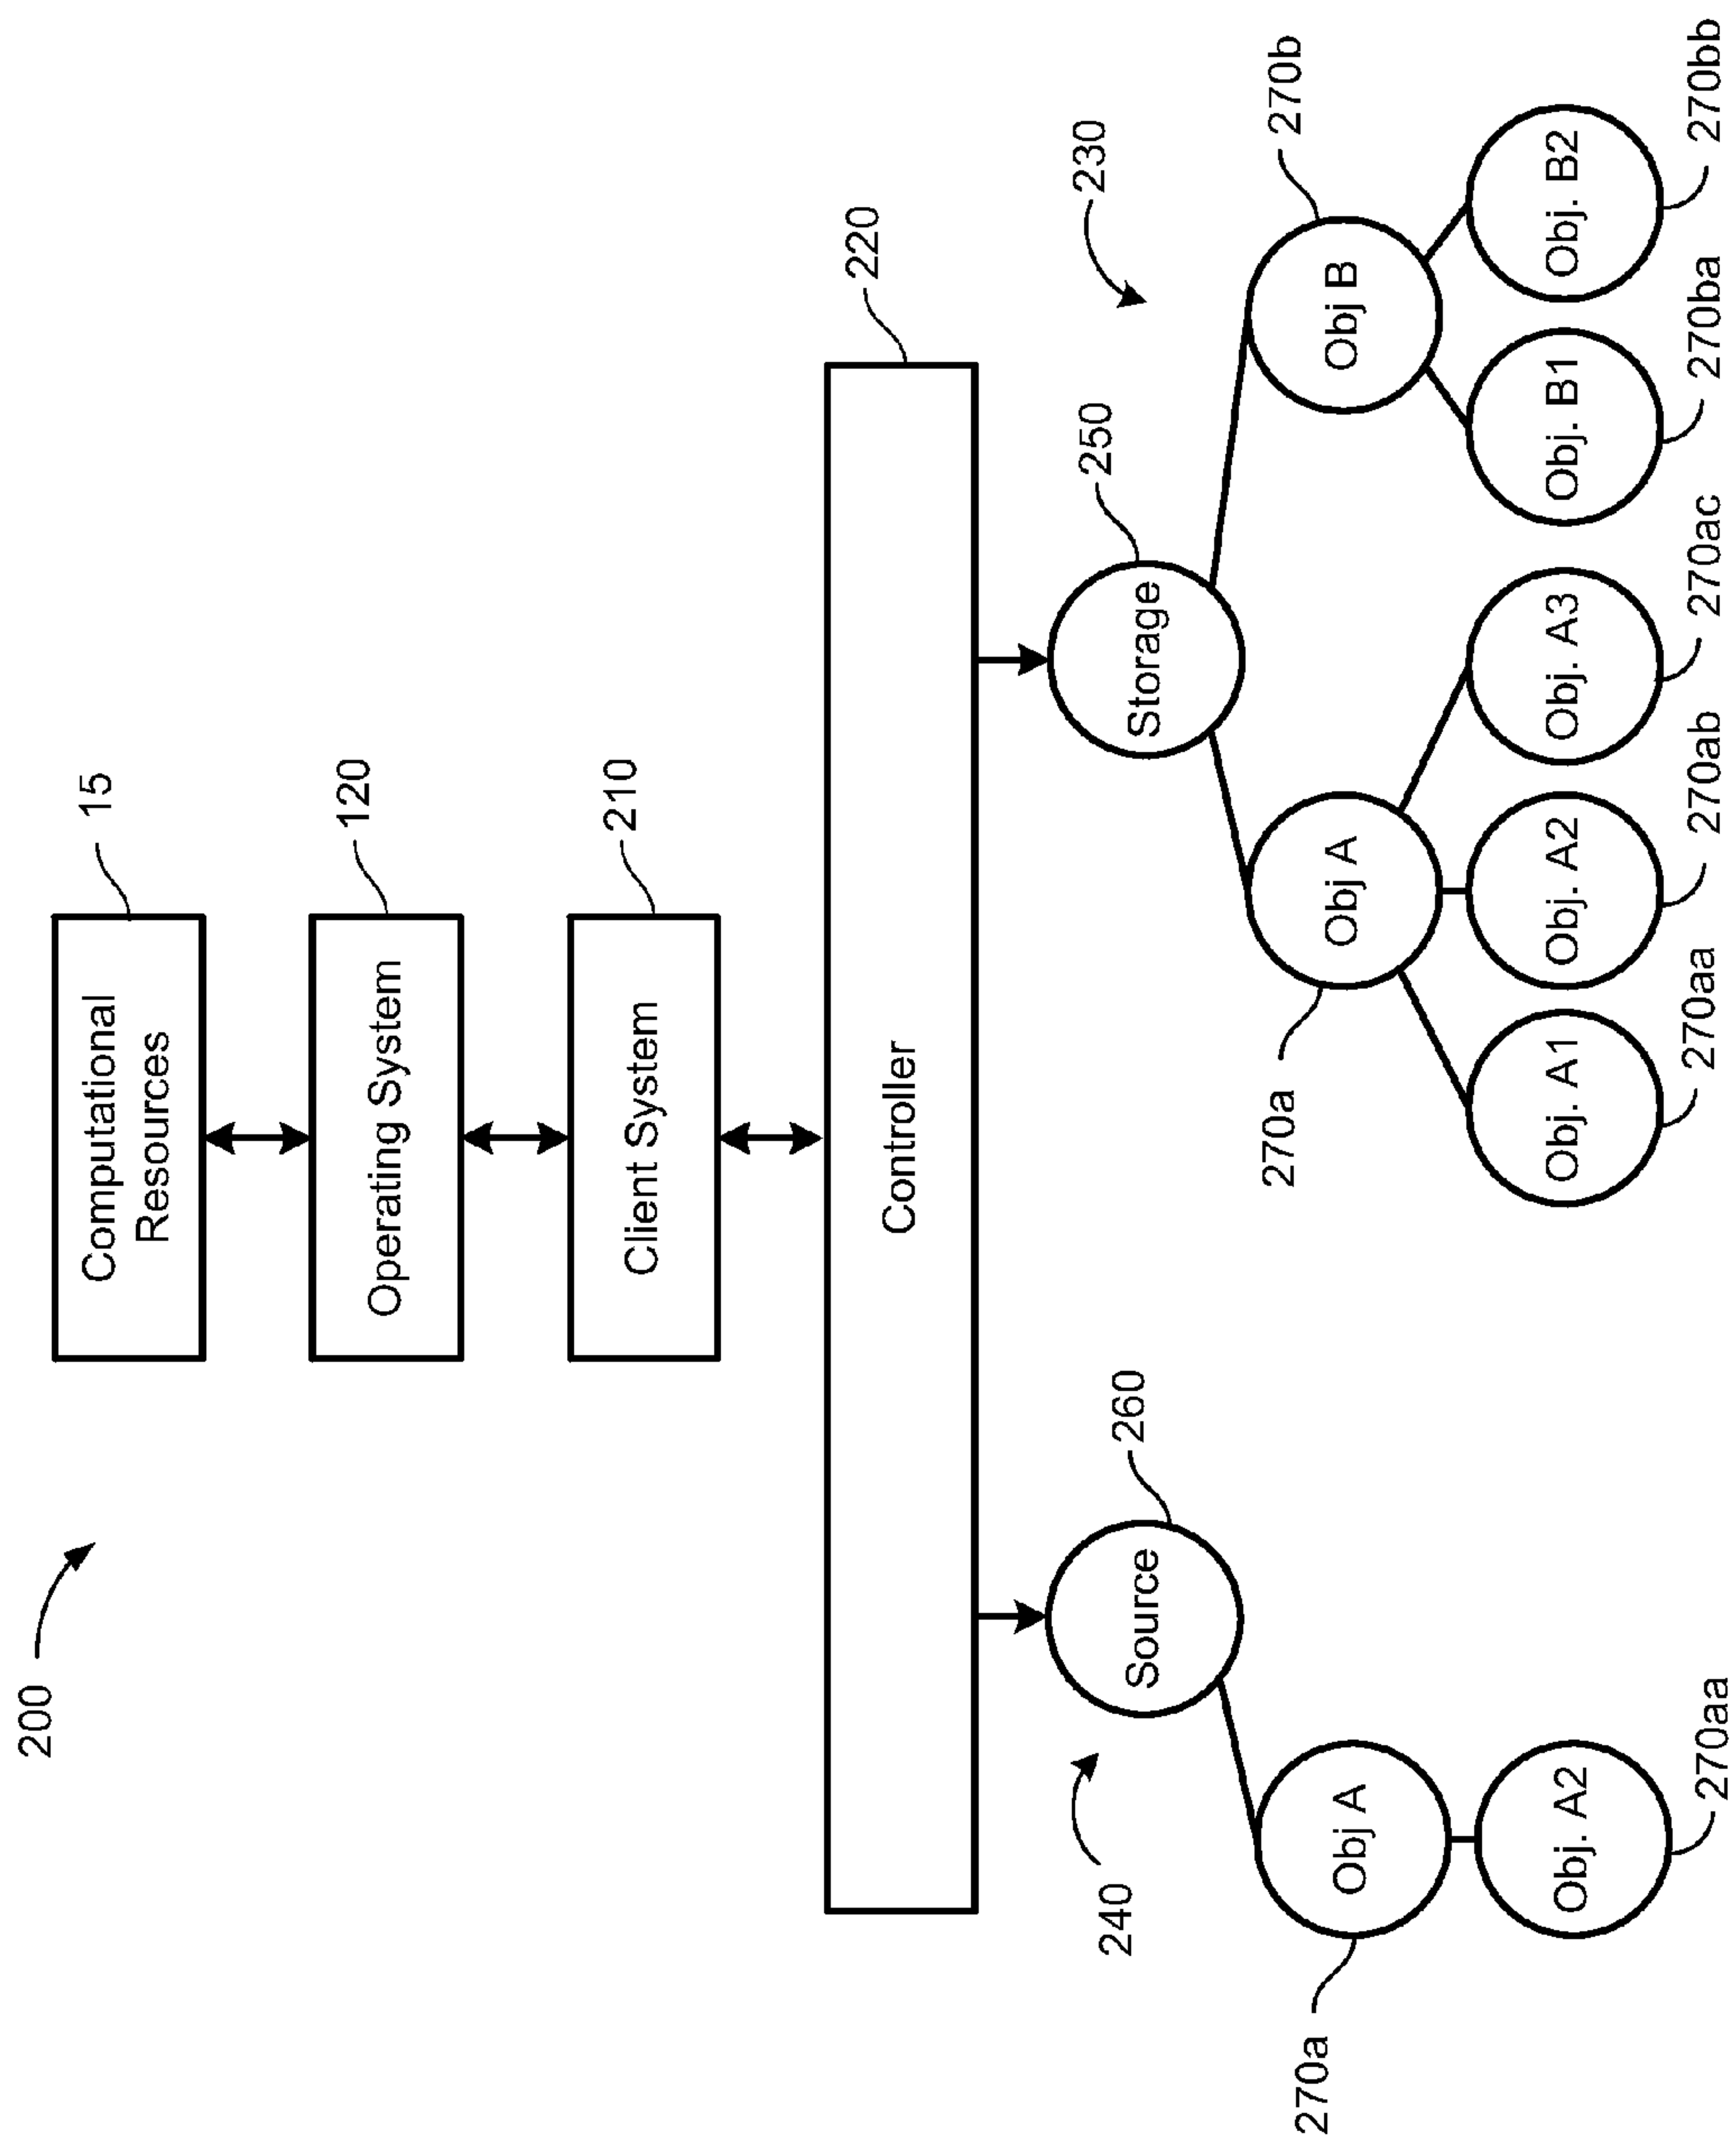 200
Computational
Resources
15
Operating System
120
Client System
210
Controller
220
240
Source
260
Storage
250
230
270a
Obj A
270a
Obj A
Obj B
270b
Obj. A2
270aa
Obj. A1
270aa
Obj. A2
270ab
Obj. A3
270ac
Obj. B1
270ba
Obj. B2
270bb